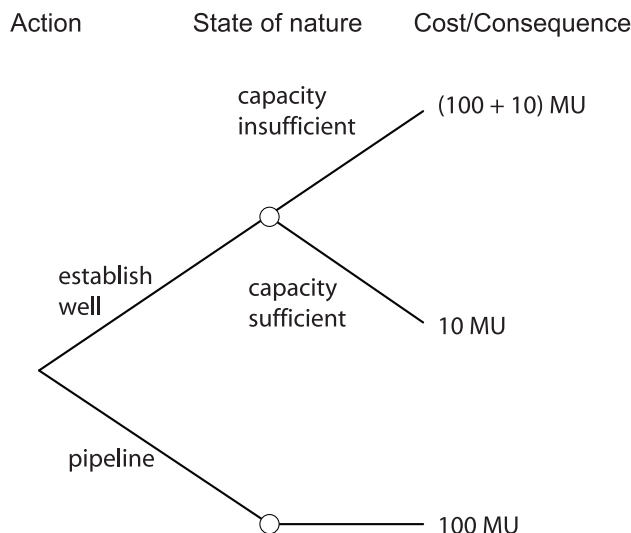 Action State of nature Cost/Consequence
capacity
insufficient
(100 + 10) MU
establish
well
capacity
sufficient
10 MU
pipeline
100 MU